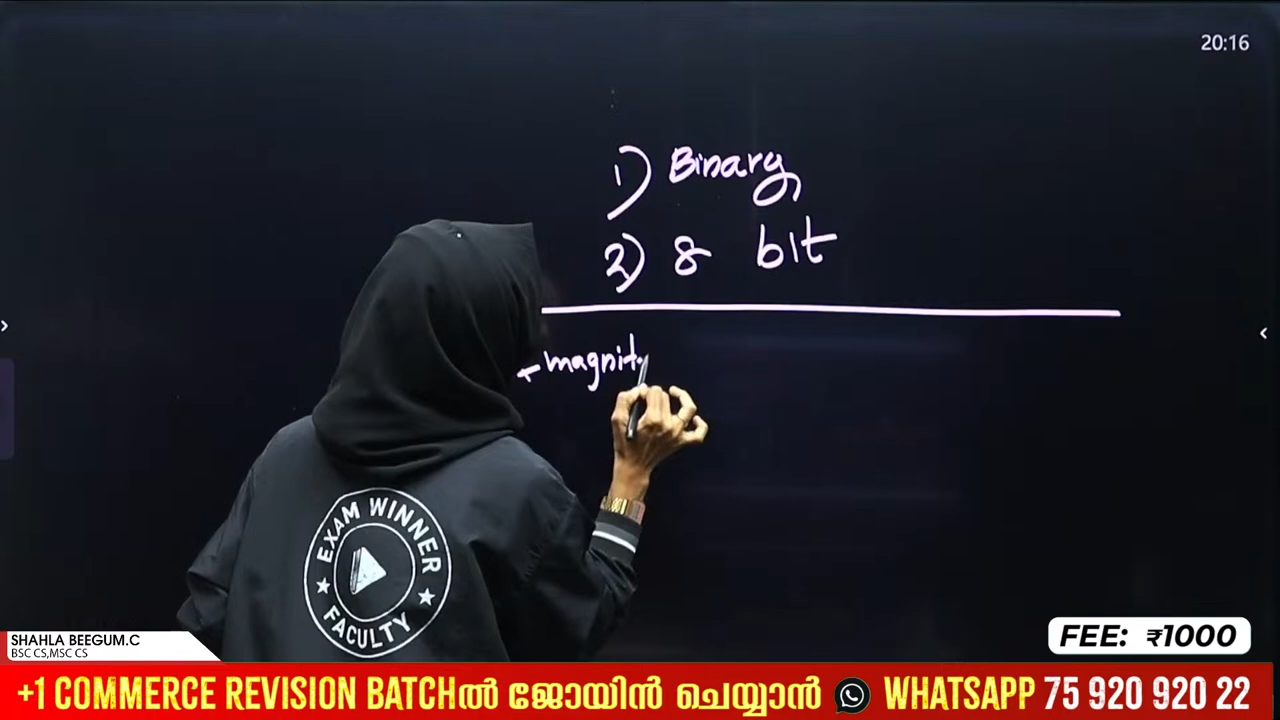 20:16
1) Binary
2) 8 bit
magnit
EXAM WINNER
FACULTY
SHAHLA BEEGUM.C
BSC CS,MSC CS
FEE: ₹1000
+1 COMMERCE REVISION BATCHൽ ജോയിൻ ചെയ്യാൻ WHATSAPP 75 920 920 22